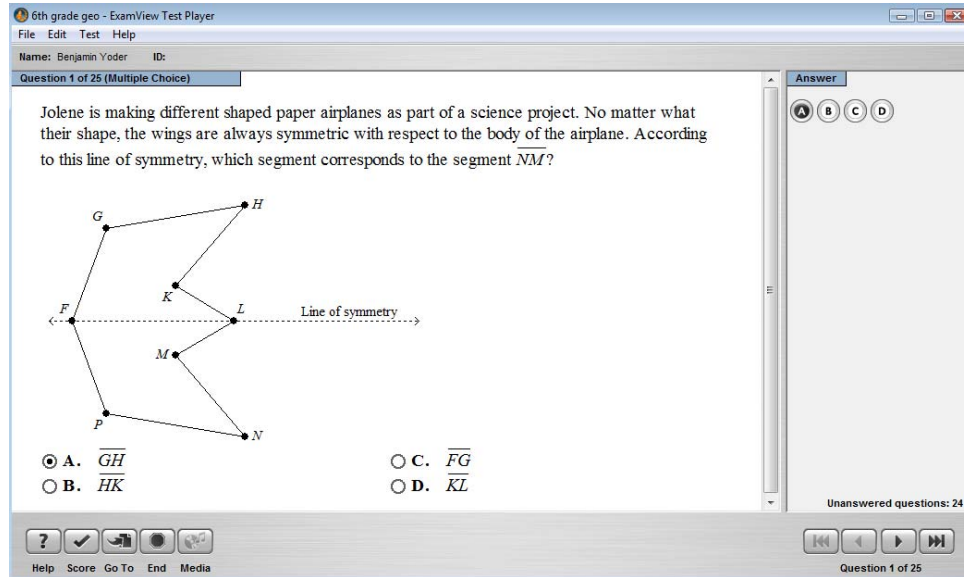 6th grade geo - ExamView Test Player
File Edit Test Help
Name: Benjamin Yoder ID:
Question 1 of 25 (Multiple Choice)
Answer
Jolene is making different shaped paper airplanes as part of a science project. No matter what
their shape, the wings are always symmetric with respect to the body of the airplane. According
to this line of symmetry, which segment corresponds to the segment NM?
A B C D
H
G
K
F
L
Line of symmetry
M
P
N
A. GH
C. FG
B. HK
D. KL
Unanswered questions: 24
?
Help Score Go To End Media
Question 1 of 25